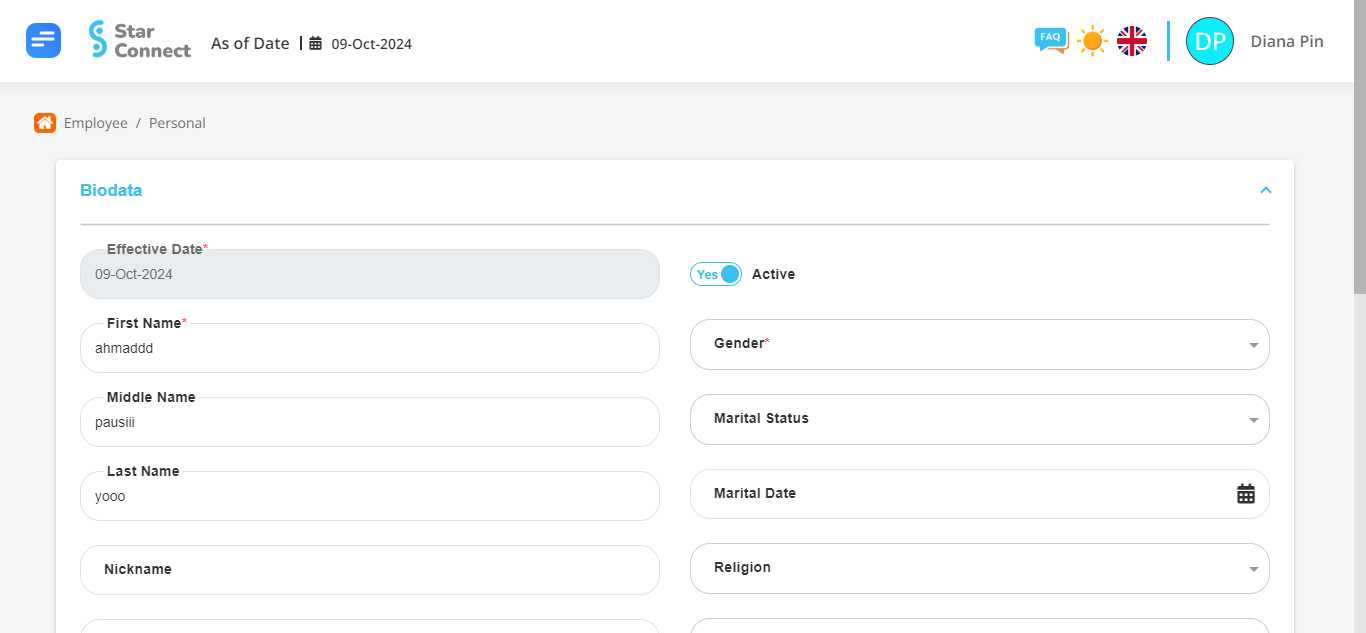 Star
Connect
As of Date | 09-Oct-2024
FAQ
DP
Diana Pin
Employee / Personal
Biodata
Effective Date*
09-Oct-2024
Yes Active
First Name*
ahmaddd
Gender*
Middle Name
pausiii
Marital Status
Last Name
yooo
Marital Date
Nickname
Religion